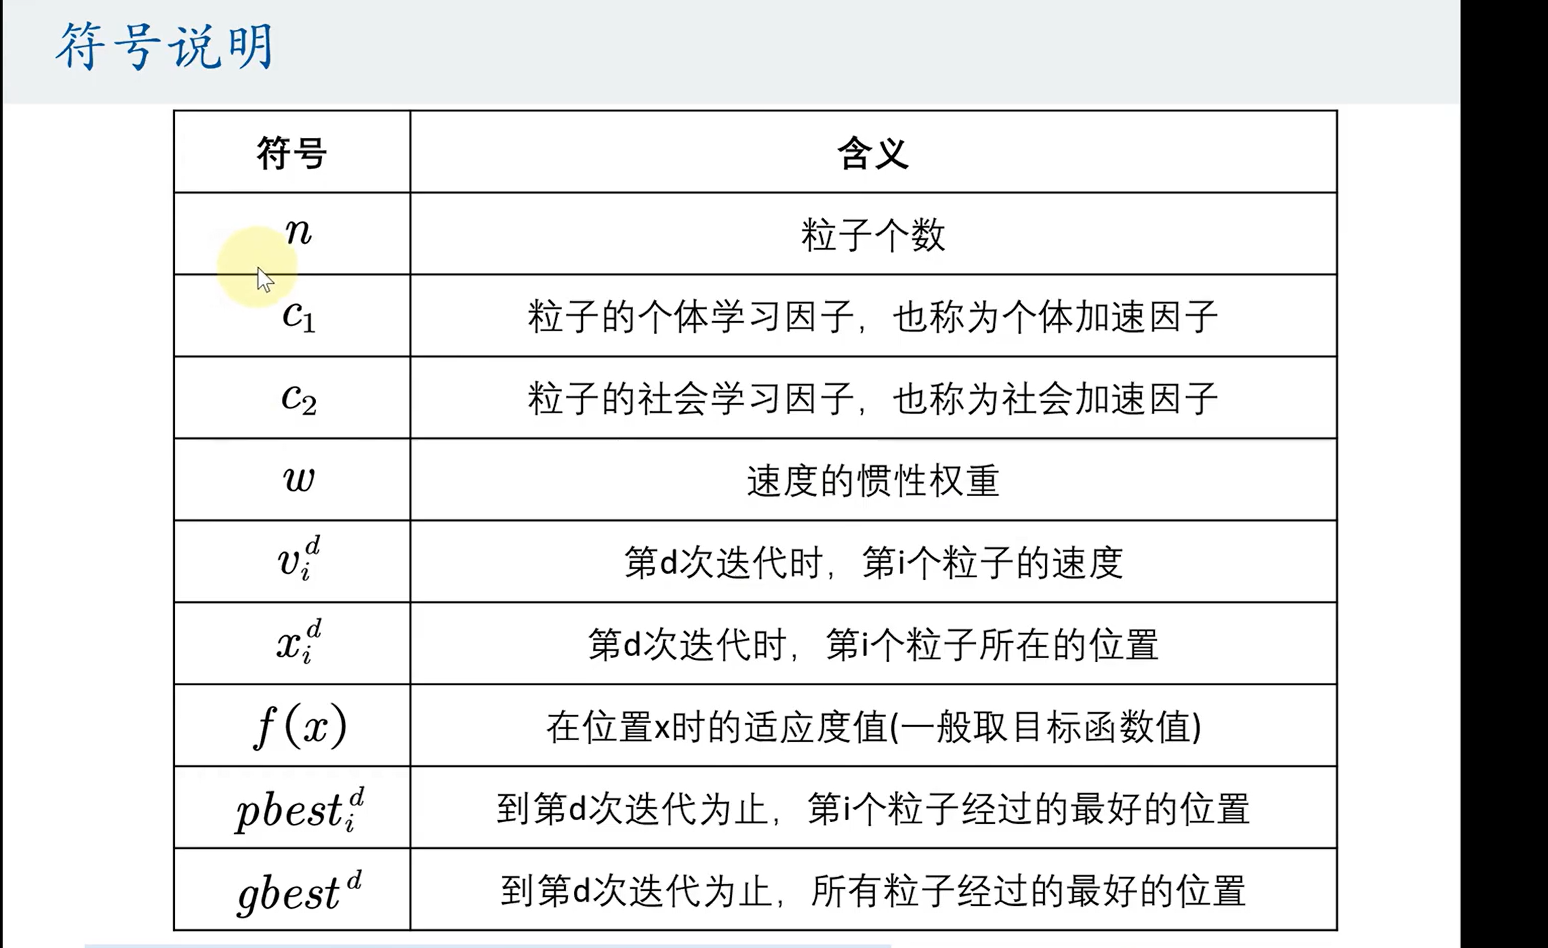 符号说明
符号 含义
n 粒子个数
c₁ 粒子的个体学习因子，也称为个体加速因子
c₂ 粒子的社会学习因子，也称为社会加速因子
w 速度的惯性权重
v_i^d 第d次迭代时，第i个粒子的速度
x_i^d 第d次迭代时，第i个粒子所在的位置
f(x) 在位置x时的适应度值(一般取目标函数值)
pbest_i^d 到第d次迭代为止，第i个粒子经过的最好的位置
gbest^d 到第d次迭代为止，所有粒子经过的最好的位置